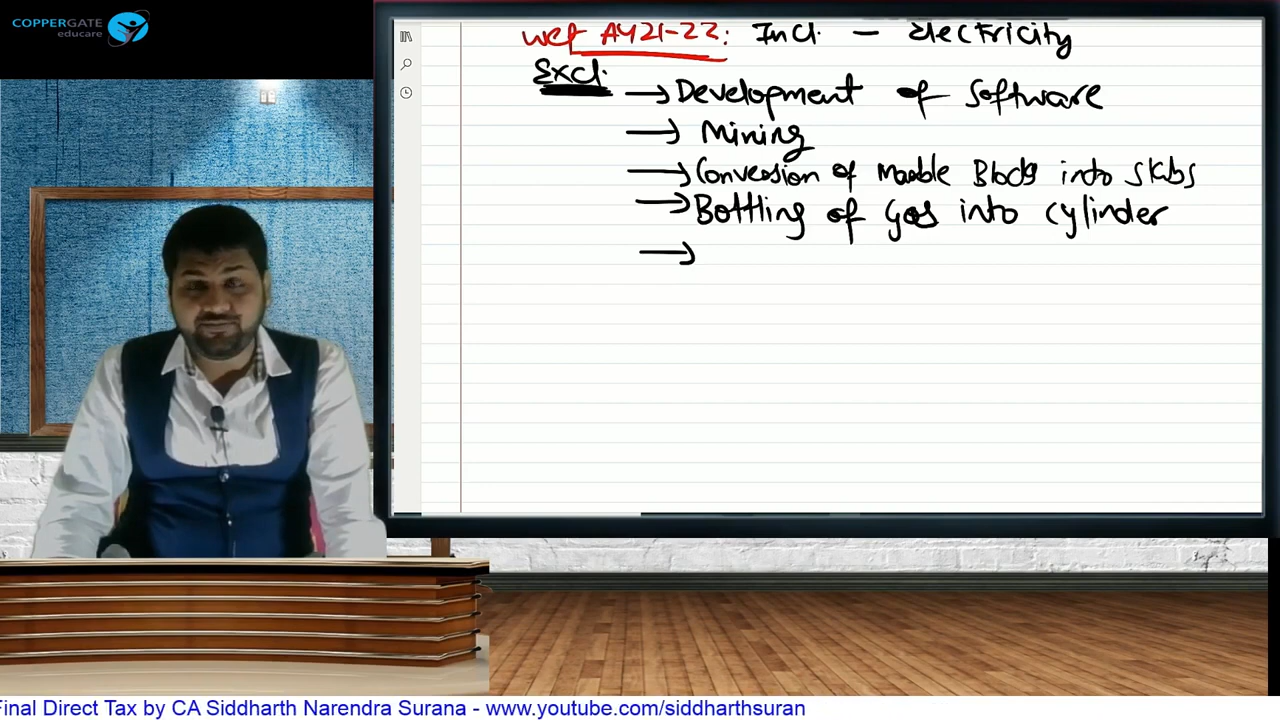 COPPERGATE
educare
wef AY21-22: Incl. - Electricity
Excl.
→ Development of Software
→ Mining
→ Conversion of Marble Blocks into Slabs
→ Bottling of gas into cylinder
→
Final Direct Tax by CA Siddharth Narendra Surana - www.youtube.com/siddharthsuran